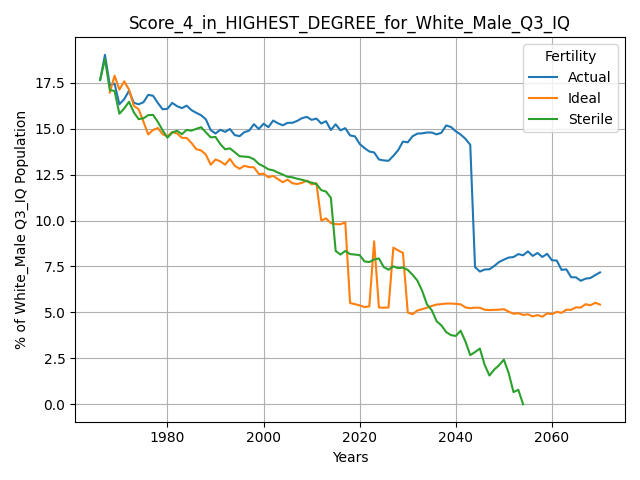 Score_4_in_HIGHEST_DEGREE_for_White_Male_Q3_IQ
Fertility
Actual
Ideal
Sterile
% of White_Male Q3_IQ Population
17.5
15.0
12.5
10.0
7.5
5.0
2.5
0.0
1980
2000
2020
2040
2060
Years